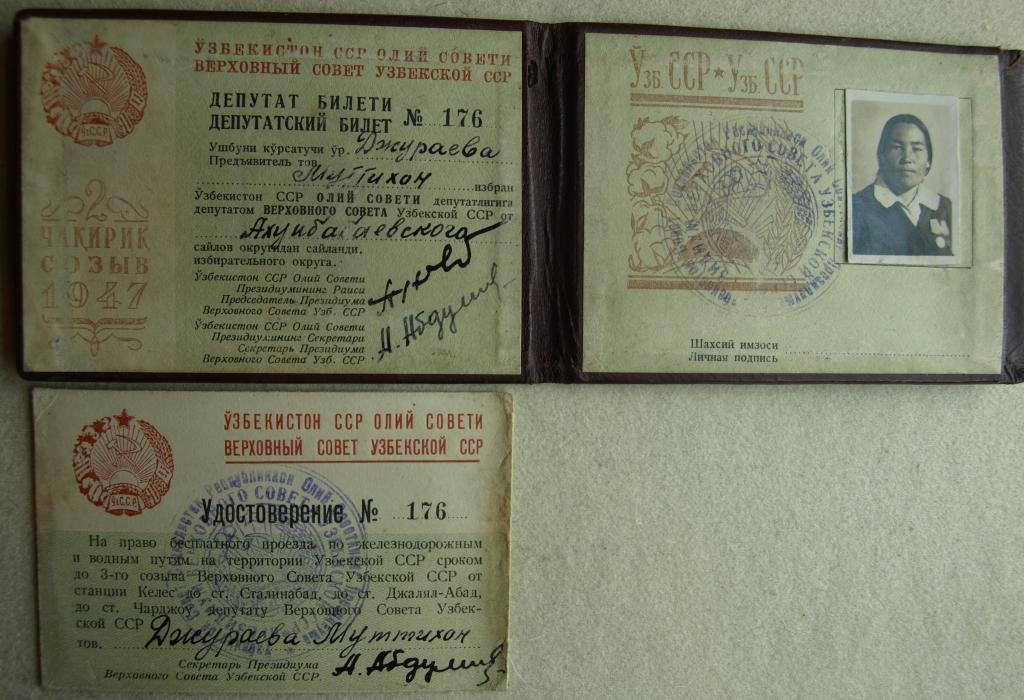 ЎЗБЕКИСТОН ССР ОЛИЙ СОВЕТИ
ВЕРХОВНЫЙ СОВЕТ УЗБЕКСКОЙ ССР
УзССР
ДЕПУТАТ БИЛЕТИ
ДЕПУТАТСКИЙ БИЛЕТ № 176
Ушбуни кўрсатучи ўр. Джураева
Предъявитель тов.
Муттихон
избран
Ўзбекистон ССР ОЛИЙ СОВЕТИ депутатлигига
депутатом ВЕРХОВНОГО СОВЕТА Узбекской ССР от
Ахунбабаевского
сайлов округидан сайланди.
избирательного округа.
2
ЧАҚИРИҚ
СОЗЫВ
1947
Ўзбекистон ССР Олий Совети
Президиумининг Раиси
Председатель Президиума
Верховного Совета Узб. ССР
Ўзбекистон ССР Олий Совети
Президиумининг Секретари
Секретарь Президиума
Верховного Совета Узб. ССР
ЎЗБ. ССР ★ УЗБ. ССР
Шахсий имзоси
Личная подпись
ЎЗБЕКИСТОН ССР ОЛИЙ СОВЕТИ
ВЕРХОВНЫЙ СОВЕТ УЗБЕКСКОЙ ССР
УзССР
Удостоверение № 176
На право бесплатного проезда по железнодорожным
и водным путям на территории Узбекской ССР сроком
до 3-го созыва Верховного Совета Узбекской ССР от
станции Келес до ст. Сталинабад, до ст. Джалял-Абад,
до ст. Чарджоу депутату Верховного Совета Узбек-
ской ССР
тов. Джураева Муттихон
Секретарь Президиума
Верховного Совета Узбекской ССР.